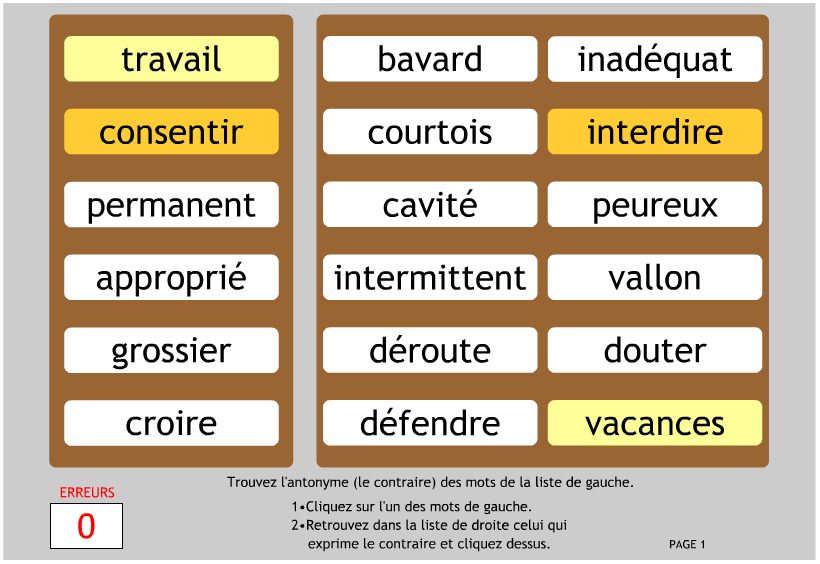 travail
consentir
permanent
approprié
grossier
croire
bavard inadéquat
courtois interdire
cavité peureux
intermittent vallon
déroute douter
défendre vacances
Trouvez l'antonyme (le contraire) des mots de la liste de gauche.
ERREURS
0
1•Cliquez sur l'un des mots de gauche.
2•Retrouvez dans la liste de droite celui qui
exprime le contraire et cliquez dessus.
PAGE 1